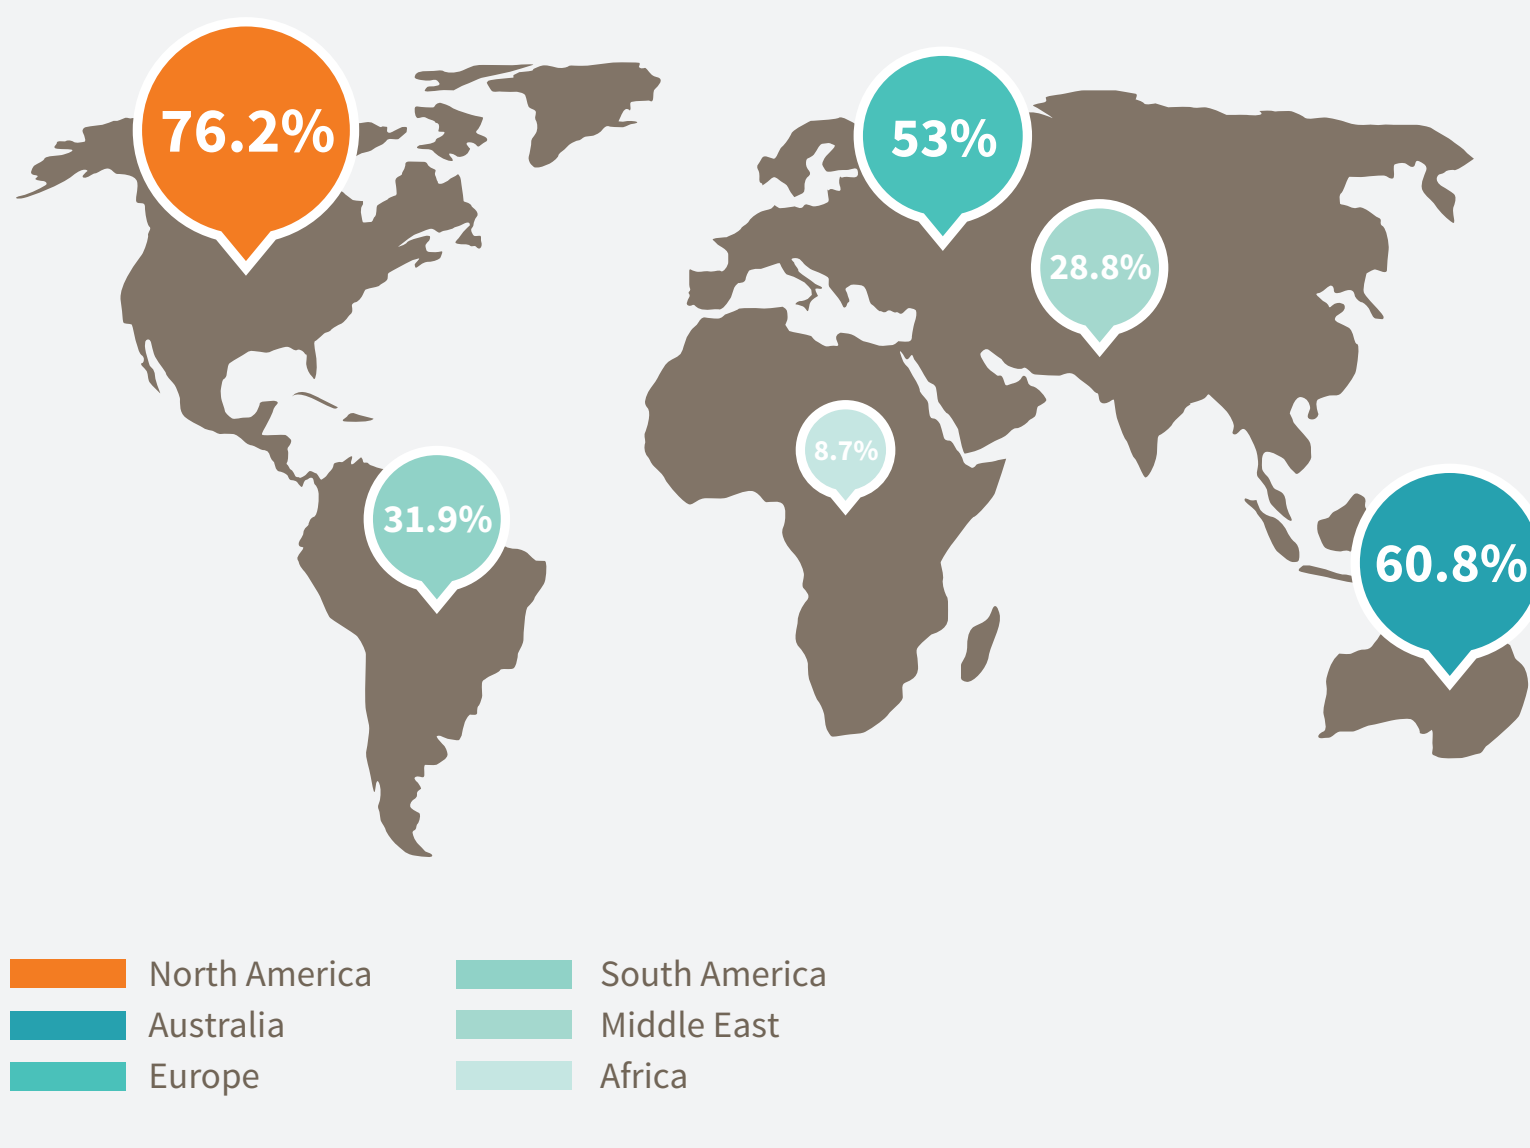 76.2%
53%
28.8%
8.7%
31.9%
60.8%
North America
Australia
Europe
South America
Middle East
Africa